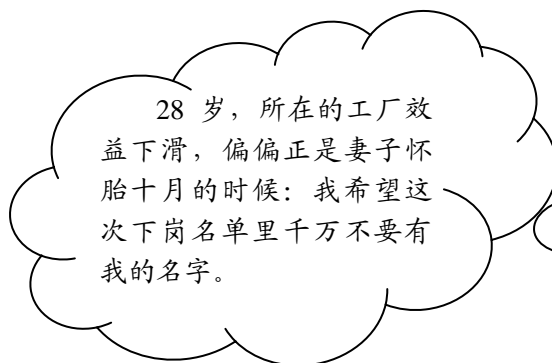 28 岁，所在的工厂效
益下滑，偏偏正是妻子怀
胎十月的时候：我希望这
次下岗名单里千万不要有
我的名字。